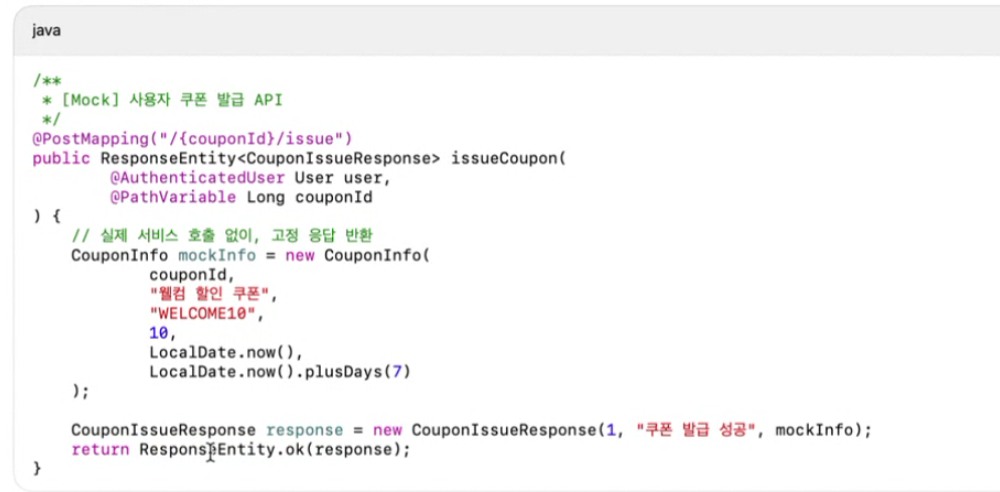 java
/**
 * [Mock] 사용자 쿠폰 발급 API
 */
@PostMapping("/{couponId}/issue")
public ResponseEntity<CouponIssueResponse> issueCoupon(
        @AuthenticatedUser User user,
        @PathVariable Long couponId
) {
    // 실제 서비스 호출 없이, 고정 응답 반환
    CouponInfo mockInfo = new CouponInfo(
            couponId,
            "웰컴 할인 쿠폰",
            "WELCOME10",
            10,
            LocalDate.now(),
            LocalDate.now().plusDays(7)
    );
    CouponIssueResponse response = new CouponIssueResponse(1, "쿠폰 발급 성공", mockInfo);
    return ResponseEntity.ok(response);
}